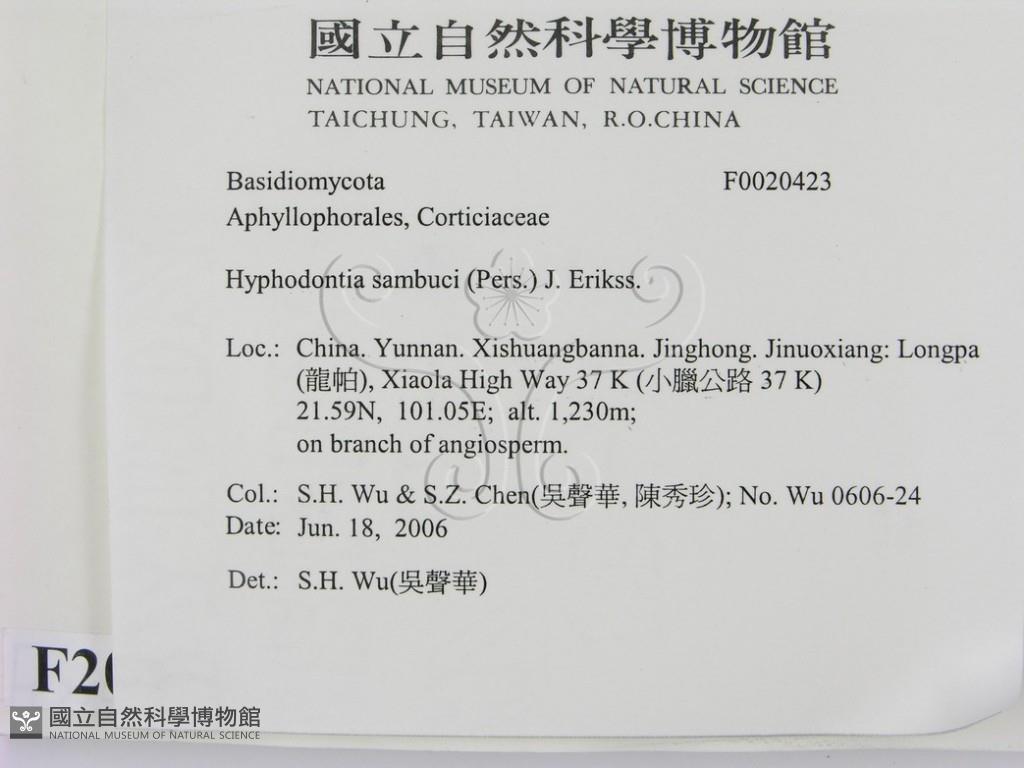 國立自然科學博物館
NATIONAL MUSEUM OF NATURAL SCIENCE
TAICHUNG, TAIWAN, R.O.CHINA
Basidiomycota F0020423
Aphyllophorales, Corticiaceae
Hyphodontia sambuci (Pers.) J. Erikss.
Loc.: China. Yunnan. Xishuangbanna. Jinghong. Jinuoxiang: Longpa
(龍帕), Xiaola High Way 37 K (小臘公路 37 K)
21.59N, 101.05E; alt. 1,230m;
on branch of angiosperm.
Col.: S.H. Wu & S.Z. Chen(吳聲華, 陳秀珍); No. Wu 0606-24
Date: Jun. 18, 2006
Det.: S.H. Wu(吳聲華)
F20
國立自然科學博物館
NATIONAL MUSEUM OF NATURAL SCIENCE